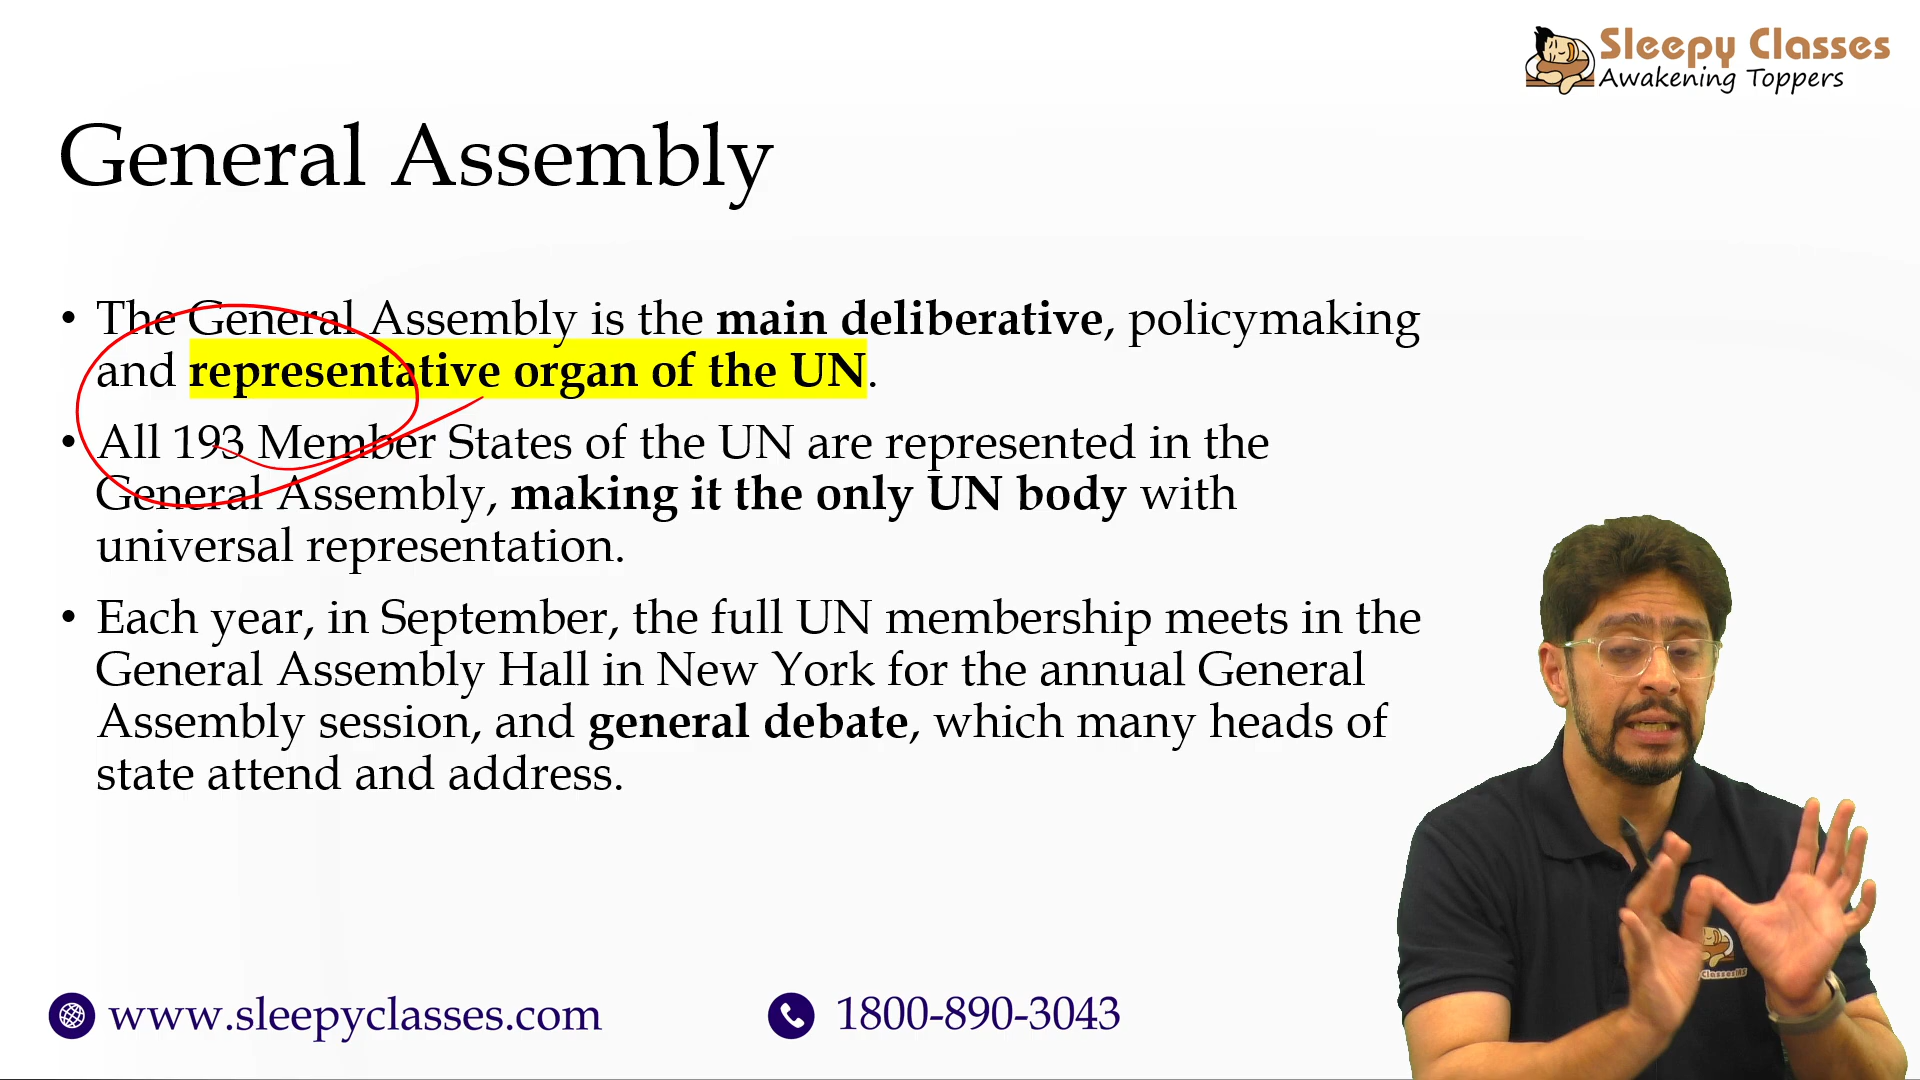 Sleepy Classes
Awakening Toppers
General Assembly
• The General Assembly is the main deliberative, policymaking
and representative organ of the UN.
• All 193 Member States of the UN are represented in the
General Assembly, making it the only UN body with
universal representation.
• Each year, in September, the full UN membership meets in the
General Assembly Hall in New York for the annual General
Assembly session, and general debate, which many heads of
state attend and address.
www.sleepyclasses.com
1800-890-3043